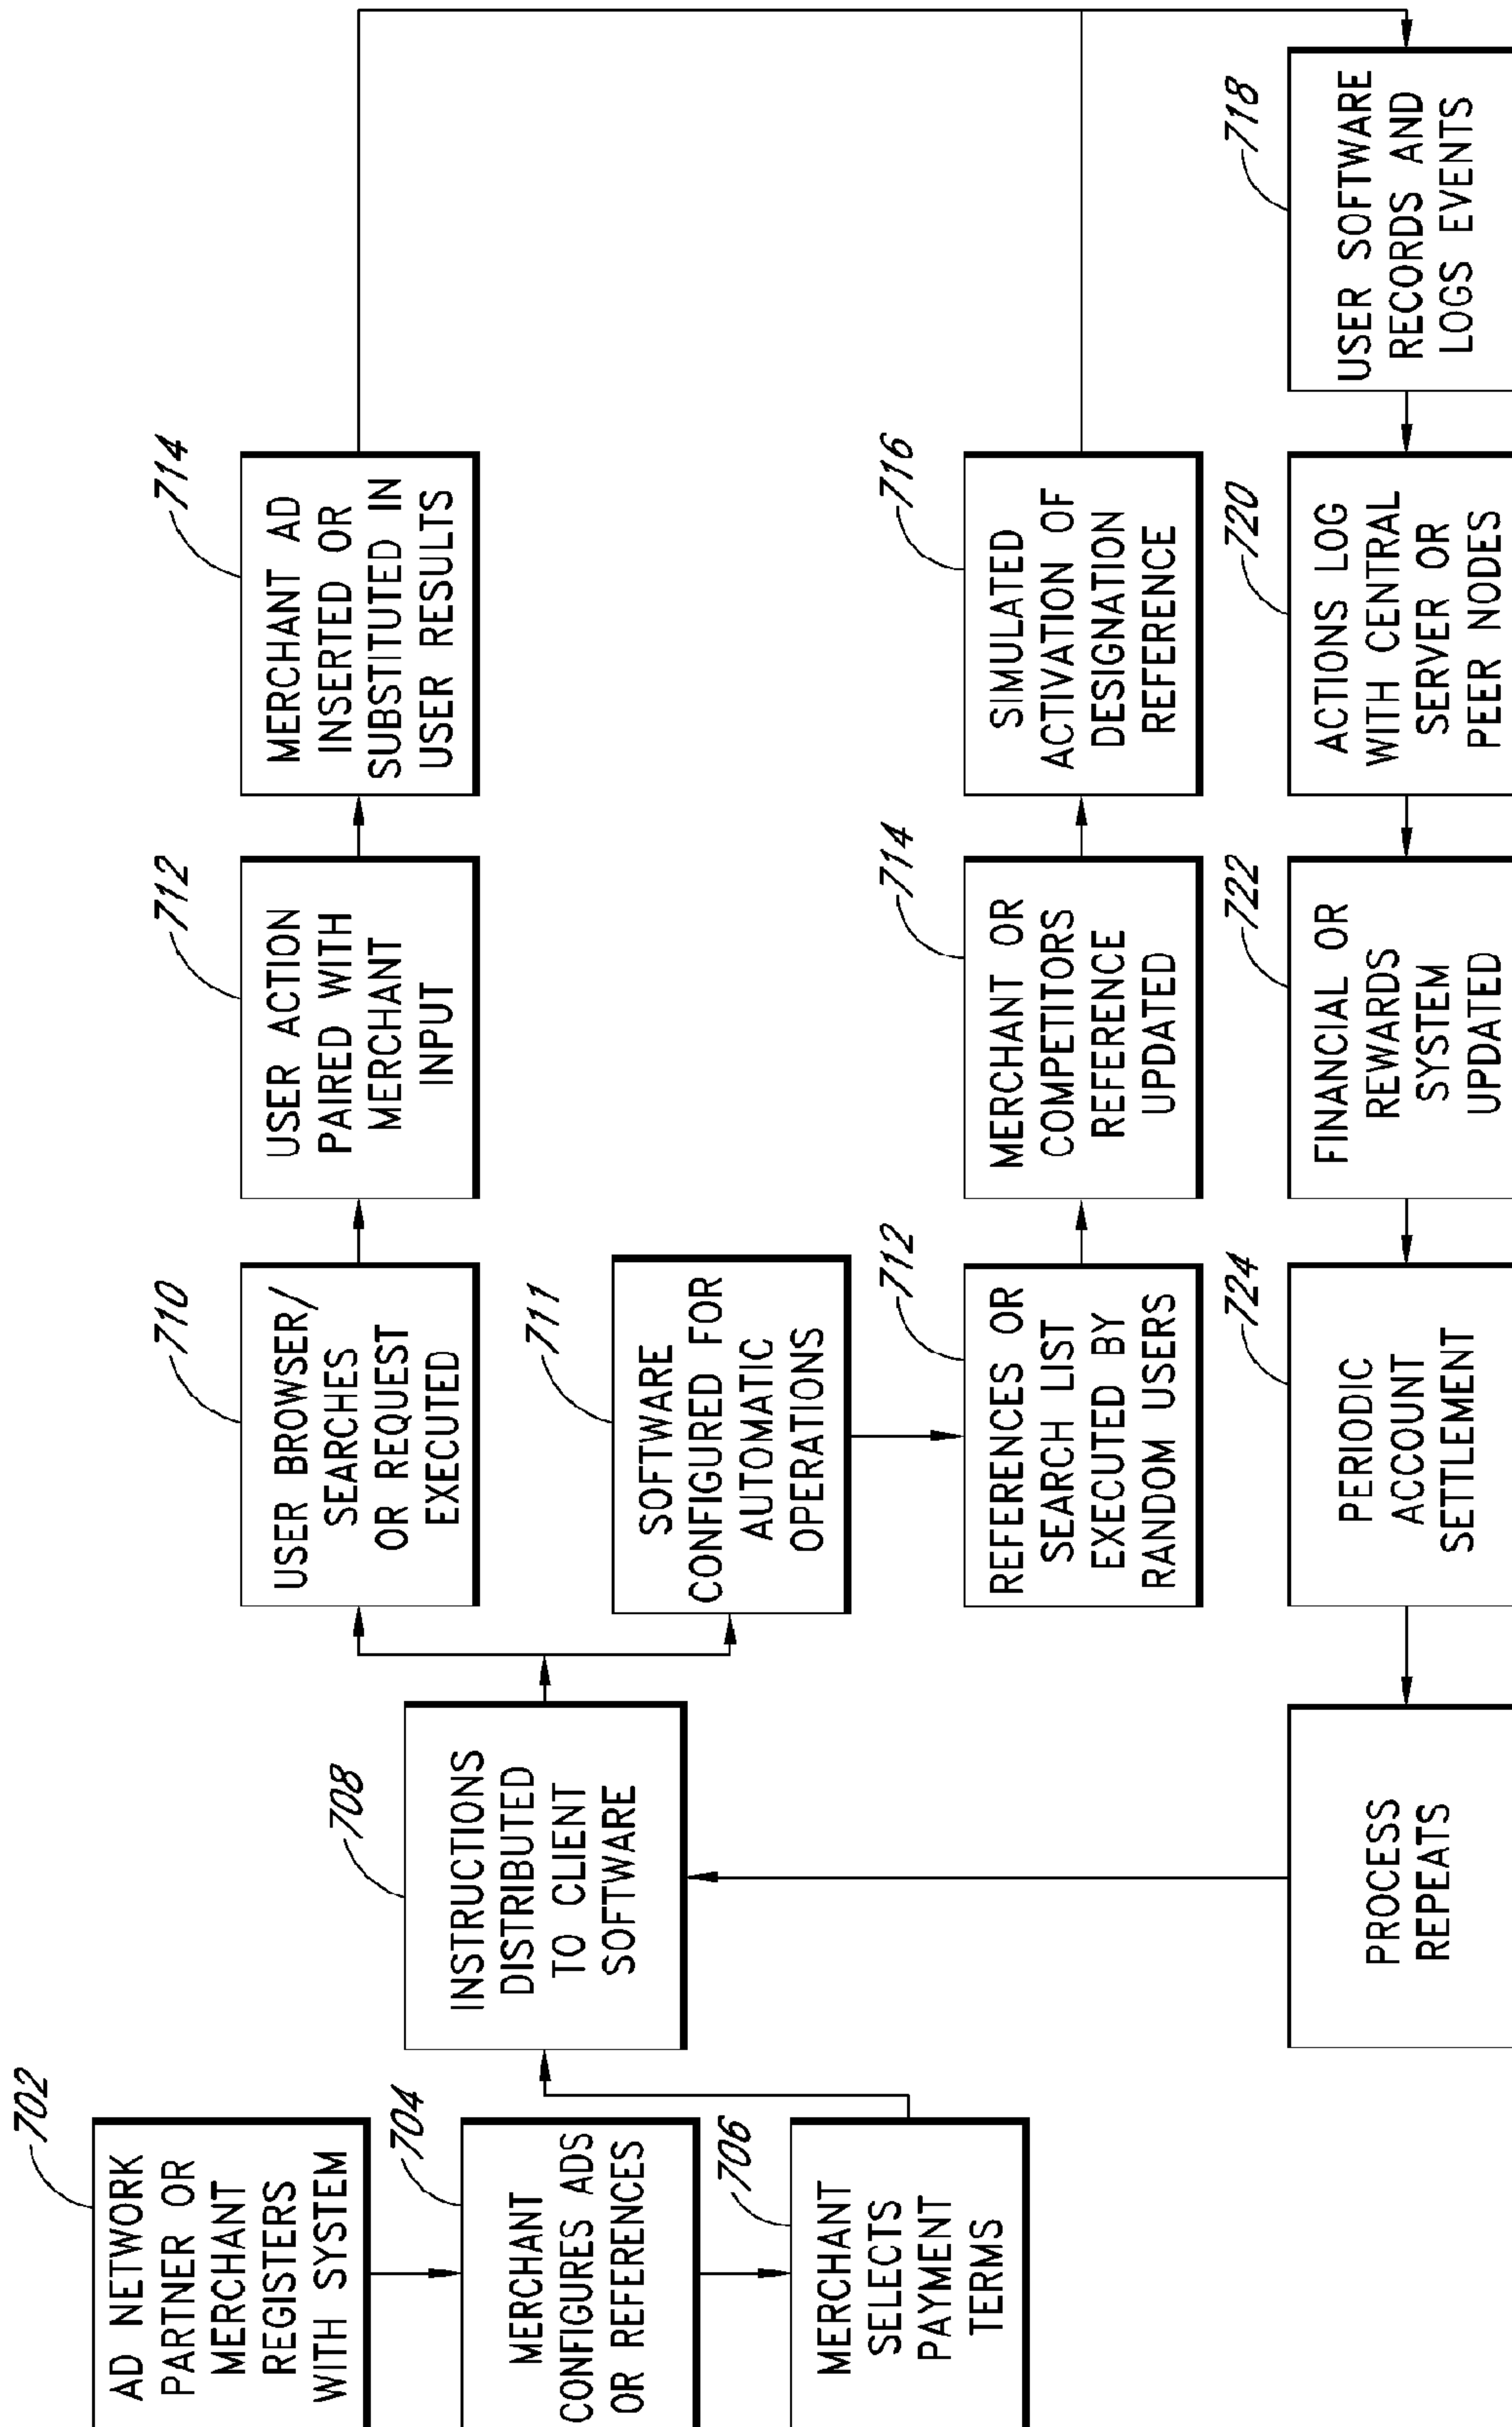 702
AD NETWORK
PARTNER OR
MERCHANT
REGISTERS
WITH SYSTEM
704
MERCHANT
CONFIGURES ADS
OR REFERENCES
706
MERCHANT
SELECTS
PAYMENT
TERMS
708
INSTRUCTIONS
DISTRIBUTED
TO CLIENT
SOFTWARE
710
USER BROWSER/
SEARCHES
OR REQUEST
EXECUTED
712
USER ACTION
PAIRED WITH
MERCHANT
INPUT
714
MERCHANT AD
INSERTED OR
SUBSTITUTED IN
USER RESULTS
711
SOFTWARE
CONFIGURED FOR
AUTOMATIC
OPERATIONS
712
REFERENCES OR
SEARCH LIST
EXECUTED BY
RANDOM USERS
714
MERCHANT OR
COMPETITORS
REFERENCE
UPDATED
716
SIMULATED
ACTIVATION OF
DESIGNATION
REFERENCE
718
USER SOFTWARE
RECORDS AND
LOGS EVENTS
720
ACTIONS LOG
WITH CENTRAL
SERVER OR
PEER NODES
722
FINANCIAL OR
REWARDS
SYSTEM
UPDATED
724
PERIODIC
ACCOUNT
SETTLEMENT
PROCESS
REPEATS